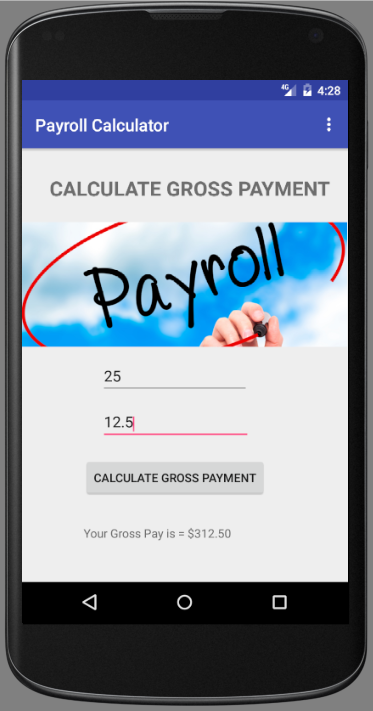 4G 4:28
Payroll Calculator
CALCULATE GROSS PAYMENT
Payroll
25
12.5
CALCULATE GROSS PAYMENT
Your Gross Pay is = $312.50